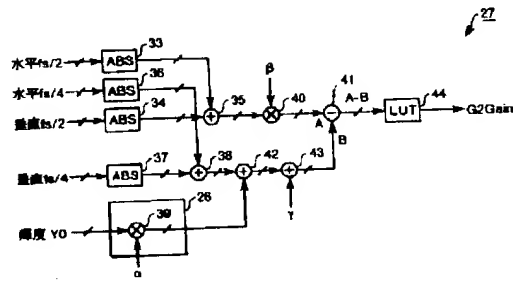 27
水平fs/2
ABS
33
水平fs/4
ABS
36
垂直fs/2
ABS
34
35
β
40
A
41
A-B
B
LUT
44
G2Gain
垂直fs/4
ABS
37
38
42
43
γ
26
輝度 Y0
39
α